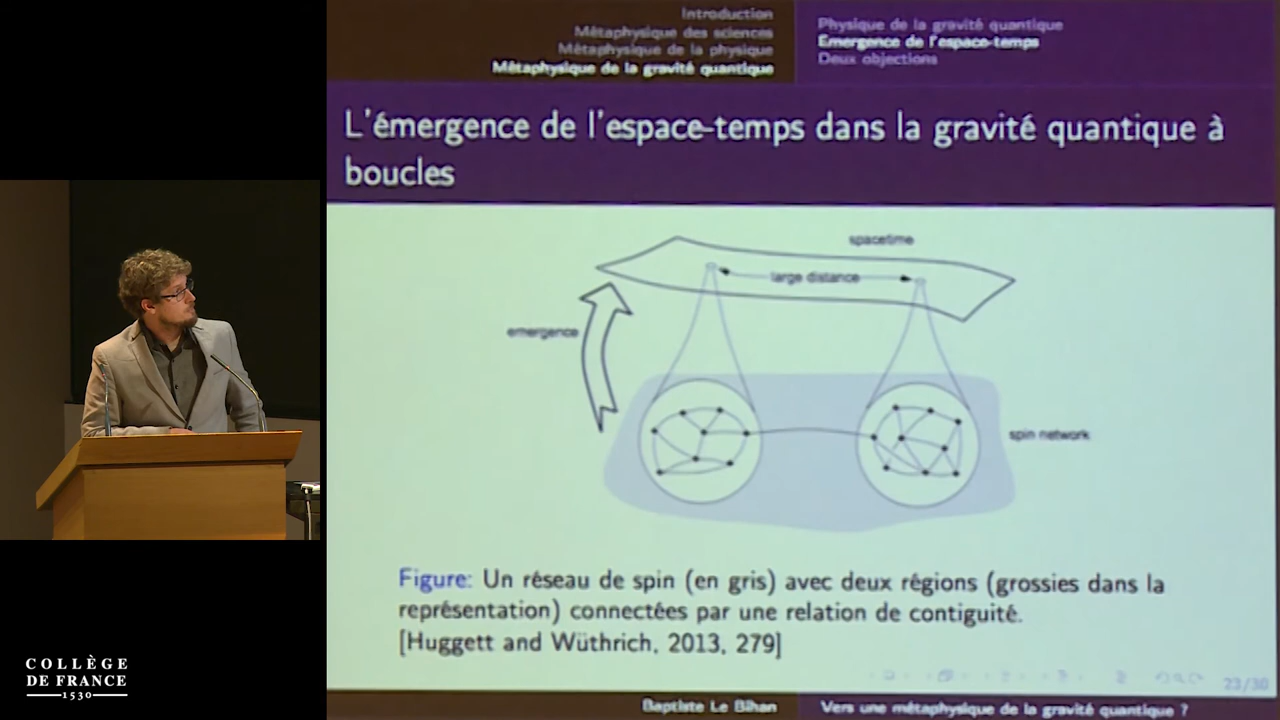 Introduction
Métaphysique des sciences
Métaphysique de la physique
Métaphysique de la gravité quantique
Physique de la gravité quantique
Emergence de l'espace-temps
Deux objections
L'émergence de l'espace-temps dans la gravité quantique à
boucles
spacetime
large distance
emergence
spin network
Figure: Un réseau de spin (en gris) avec deux régions (grossies dans la
représentation) connectées par une relation de contiguité.
[Huggett and Wüthrich, 2013, 279]
23/30
Baptiste Le Bihan
Vers une métaphysique de la gravité quantique ?
COLLÈGE
DE FRANCE
1530